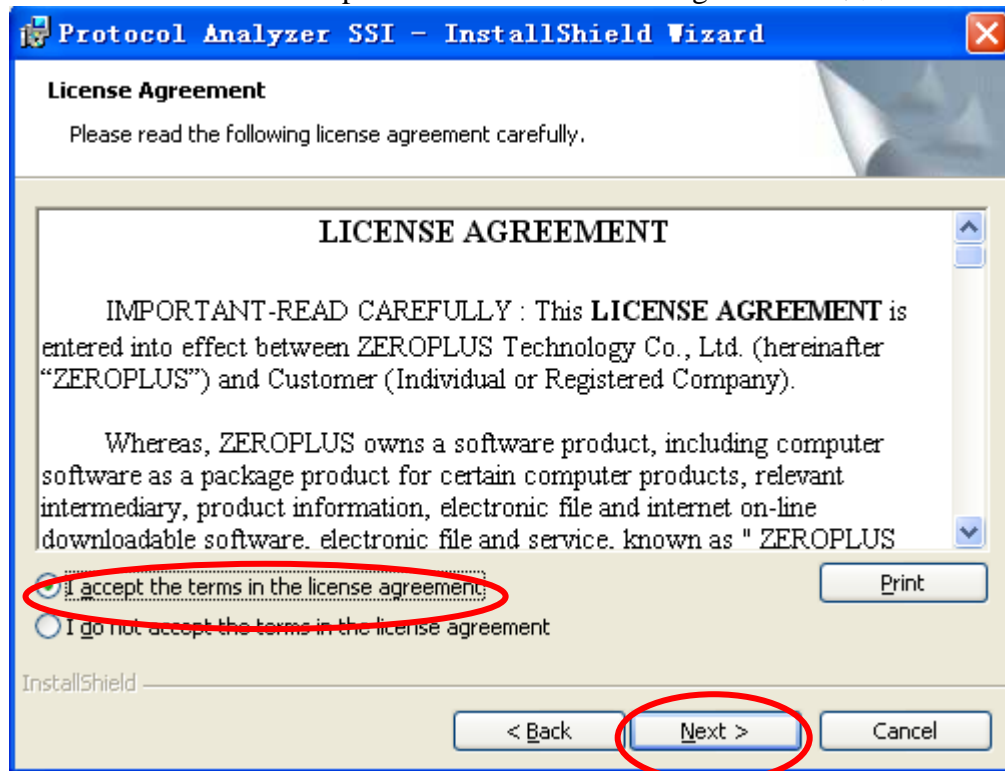 Protocol Analyzer SSI - InstallShield Wizard
License Agreement
Please read the following license agreement carefully.
LICENSE AGREEMENT
IMPORTANT-READ CAREFULLY : This LICENSE AGREEMENT is
entered into effect between ZEROPLUS Technology Co., Ltd. (hereinafter
“ZEROPLUS”) and Customer (Individual or Registered Company).
Whereas, ZEROPLUS owns a software product, including computer
software as a package product for certain computer products, relevant
intermediary, product information, electronic file and internet on-line
downloadable software, electronic file and service, known as " ZEROPLUS
I accept the terms in the license agreement
Print
I do not accept the terms in the license agreement
InstallShield
< Back
Next >
Cancel